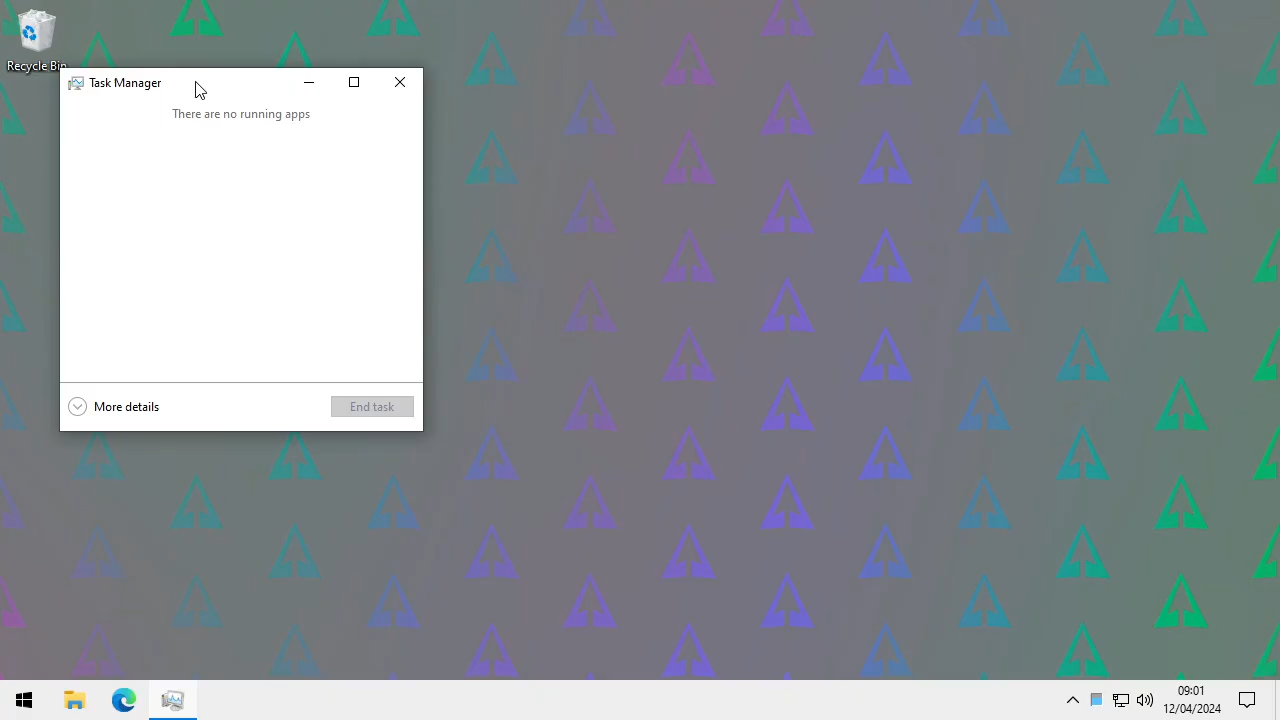 Recycle Bin
Task Manager
There are no running apps
More details
End task
09:01
12/04/2024